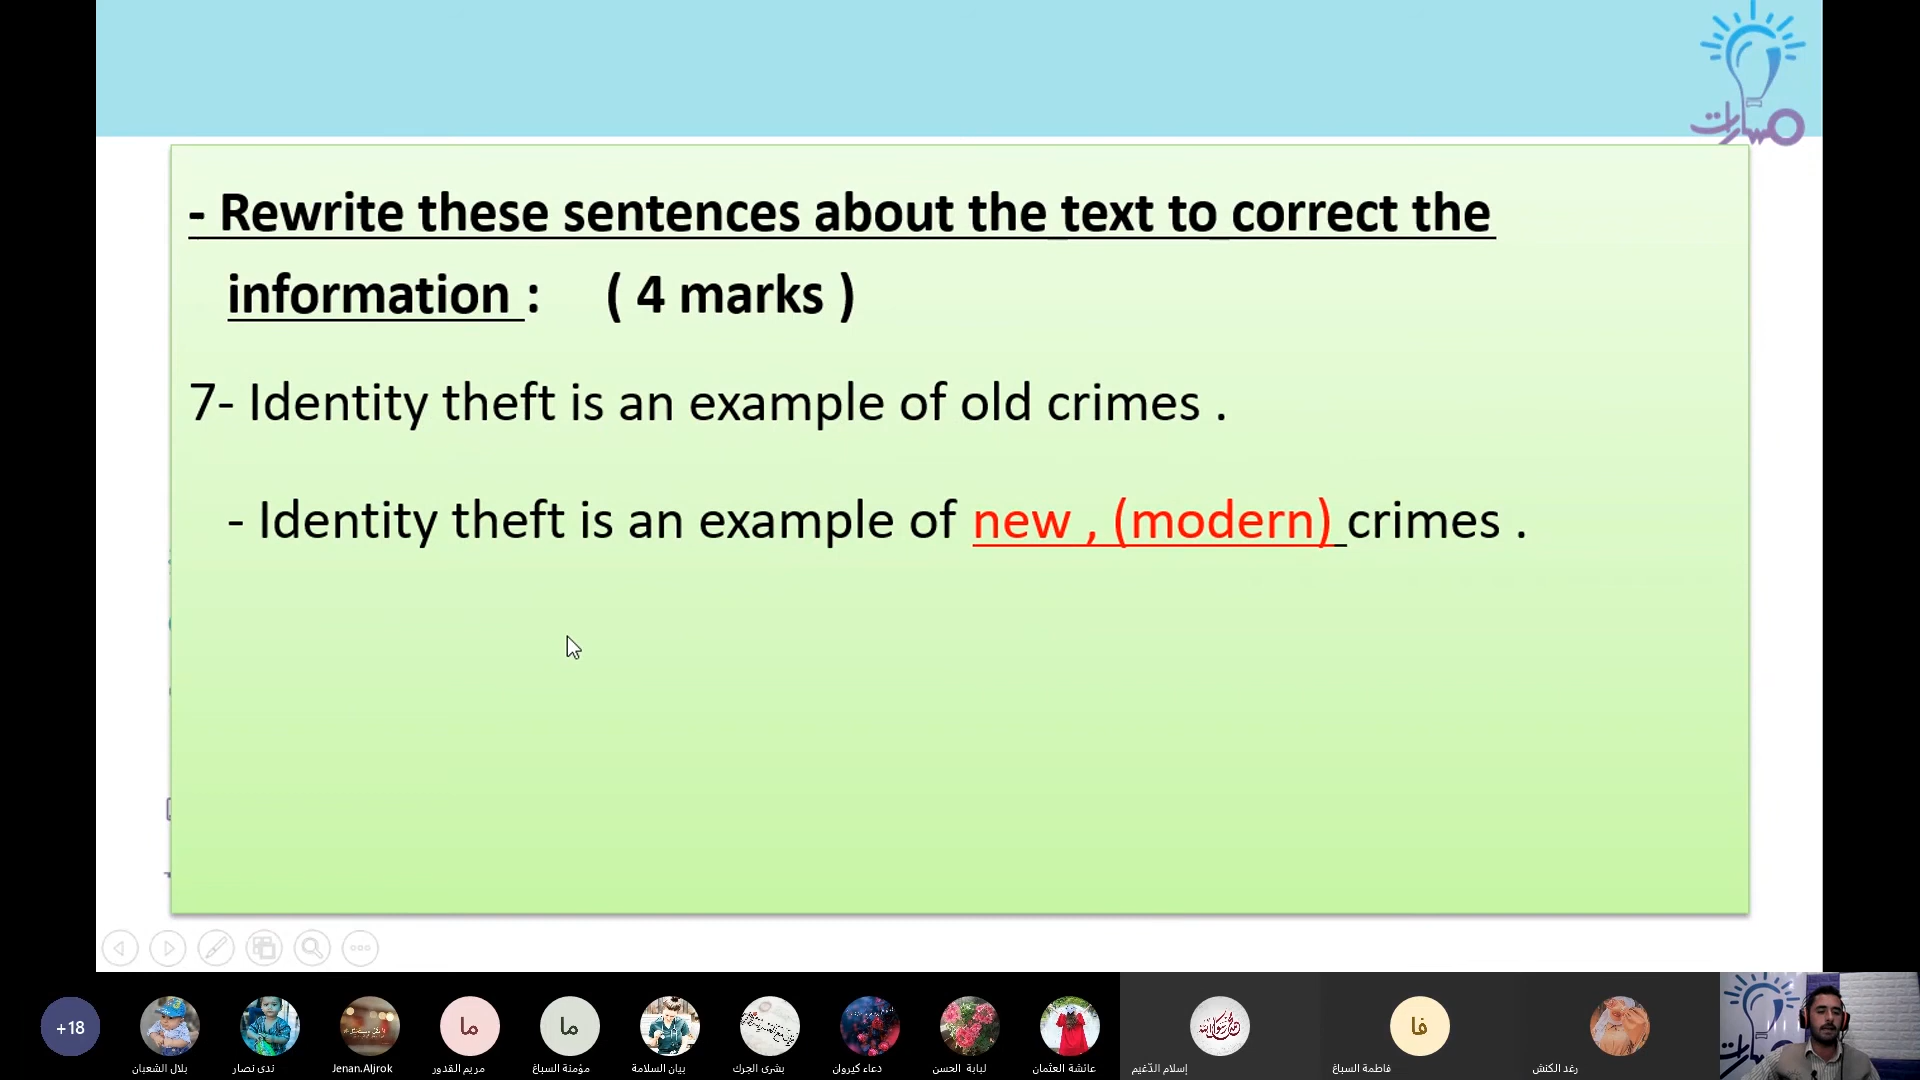 مهارات
- Rewrite these sentences about the text to correct the
information : ( 4 marks )
7- Identity theft is an example of old crimes .
- Identity theft is an example of new , (modern) crimes .
+18
ما
ما
فا
بلال الشعبان
ندى نصار
Jenan.Aljrok
مريم القدور
مؤمنة السباغ
بيان السلامة
بشرى الجرك
دعاء كيروان
لبابة الحسن
عائشة العثمان
إسلام الدّغيم
فاطمة السباغ
رغد الكنش